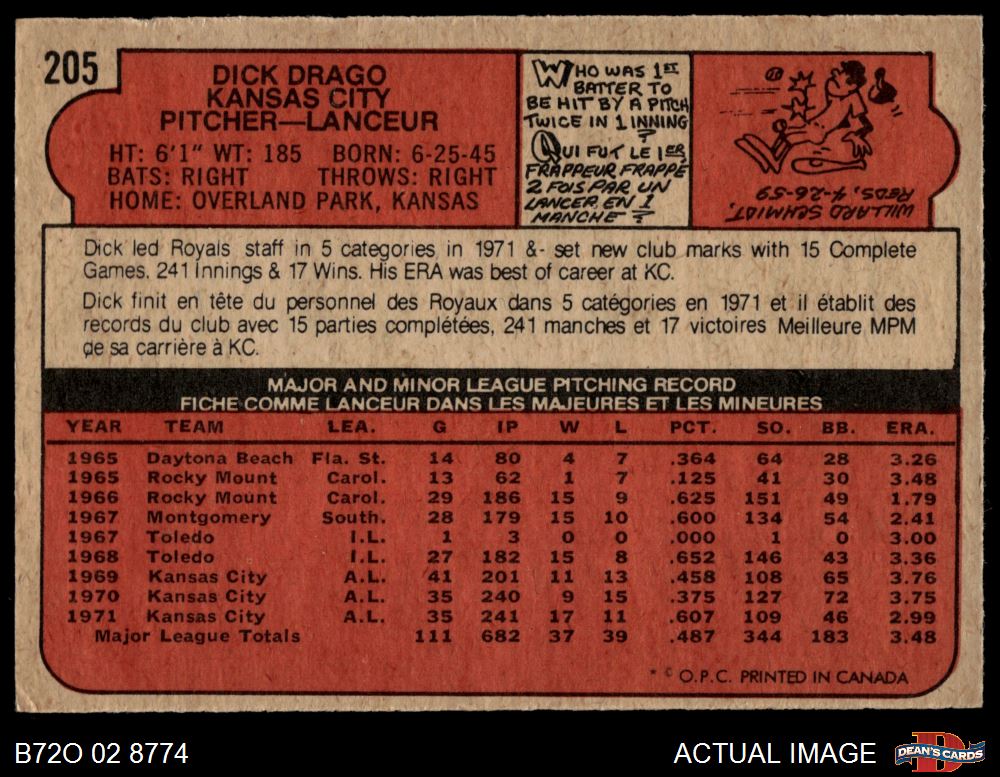 205
DICK DRAGO
KANSAS CITY
PITCHER—LANCEUR
HT: 6'1" WT: 185 BORN: 6-25-45
BATS: RIGHT THROWS: RIGHT
HOME: OVERLAND PARK, KANSAS
WHO WAS 1ST
BATTER TO
BE HIT BY A PITCH
TWICE IN 1 INNING
?
QUI FUT LE 1ER
FRAPPEUR FRAPPÉ
2 FOIS PAR UN
LANCER EN 1
MANCHE ?
WILLARD SCHMIDT,
REDS, 4-26-59
Dick led Royals staff in 5 categories in 1971 &- set new club marks with 15 Complete
Games. 241 Innings & 17 Wins. His ERA was best of career at KC.
Dick finit en tête du personnel des Royaux dans 5 catégories en 1971 et il établit des
records du club avec 15 parties complétées, 241 manches et 17 victoires Meilleure MPM
de sa carrière à KC.
MAJOR AND MINOR LEAGUE PITCHING RECORD
FICHE COMME LANCEUR DANS LES MAJEURES ET LES MINEURES
YEAR TEAM LEA. G IP W L PCT. SO. BB. ERA.
1965 Daytona Beach Fla. St. 14 80 4 7 .364 64 28 3.26
1965 Rocky Mount Carol. 13 62 1 7 .125 41 30 3.48
1966 Rocky Mount Carol. 29 186 15 9 .625 151 49 1.79
1967 Montgomery South. 28 179 15 10 .600 134 54 2.41
1967 Toledo I.L. 1 3 0 0 .000 1 0 3.00
1968 Toledo I.L. 27 182 15 8 .652 146 43 3.36
1969 Kansas City A.L. 41 201 11 13 .458 108 65 3.76
1970 Kansas City A.L. 35 240 9 15 .375 127 72 3.75
1971 Kansas City A.L. 35 241 17 11 .607 109 46 2.99
Major League Totals 111 682 37 39 .487 344 183 3.48
* © O.P.C. PRINTED IN CANADA
B72O 02 8774
ACTUAL IMAGE
DEAN'S CARDS